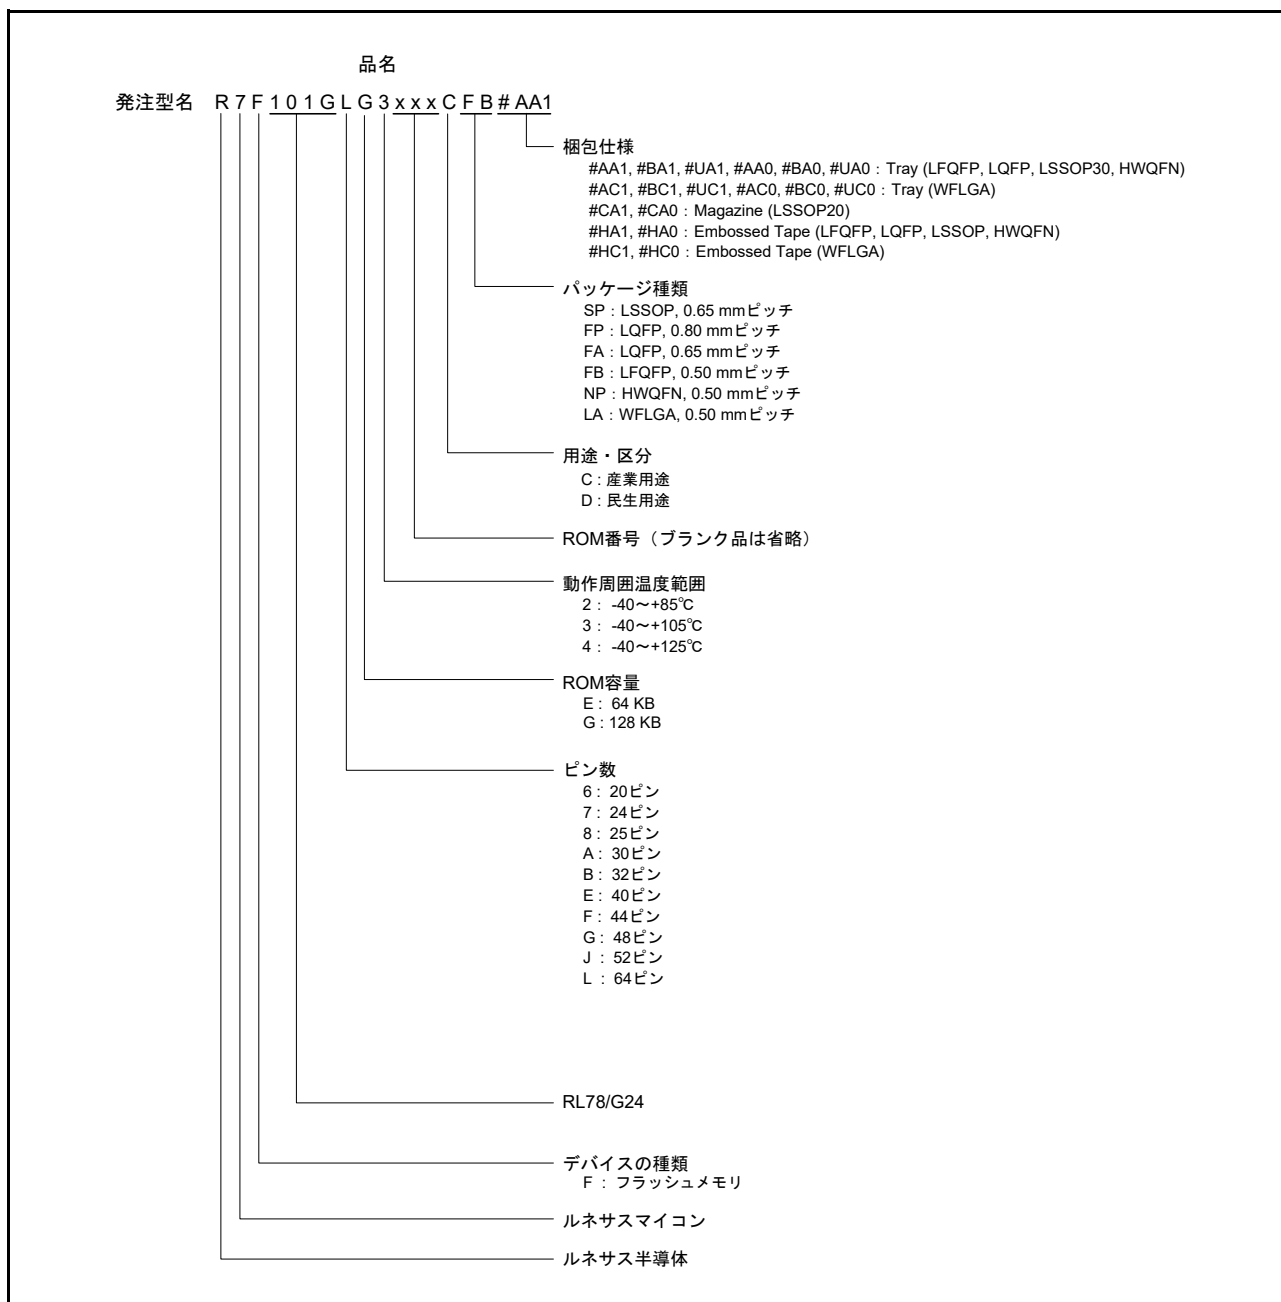 品名
発注型名 R 7 F 1 0 1 G L G 3 x x x C F B # AA1
梱包仕様
#AA1, #BA1, #UA1, #AA0, #BA0, #UA0 : Tray (LFQFP, LQFP, LSSOP30, HWQFN)
#AC1, #BC1, #UC1, #AC0, #BC0, #UC0 : Tray (WFLGA)
#CA1, #CA0 : Magazine (LSSOP20)
#HA1, #HA0 : Embossed Tape (LFQFP, LQFP, LSSOP, HWQFN)
#HC1, #HC0 : Embossed Tape (WFLGA)
パッケージ種類
SP : LSSOP, 0.65 mmピッチ
FP : LQFP, 0.80 mmピッチ
FA : LQFP, 0.65 mmピッチ
FB : LFQFP, 0.50 mmピッチ
NP : HWQFN, 0.50 mmピッチ
LA : WFLGA, 0.50 mmピッチ
用途・区分
C : 産業用途
D : 民生用途
ROM番号（ブランク品は省略）
動作周囲温度範囲
2 : -40～+85℃
3 : -40～+105℃
4 : -40～+125℃
ROM容量
E : 64 KB
G : 128 KB
ピン数
6 : 20ピン
7 : 24ピン
8 : 25ピン
A : 30ピン
B : 32ピン
E : 40ピン
F : 44ピン
G : 48ピン
J : 52ピン
L : 64ピン
RL78/G24
デバイスの種類
F : フラッシュメモリ
ルネサスマイコン
ルネサス半導体